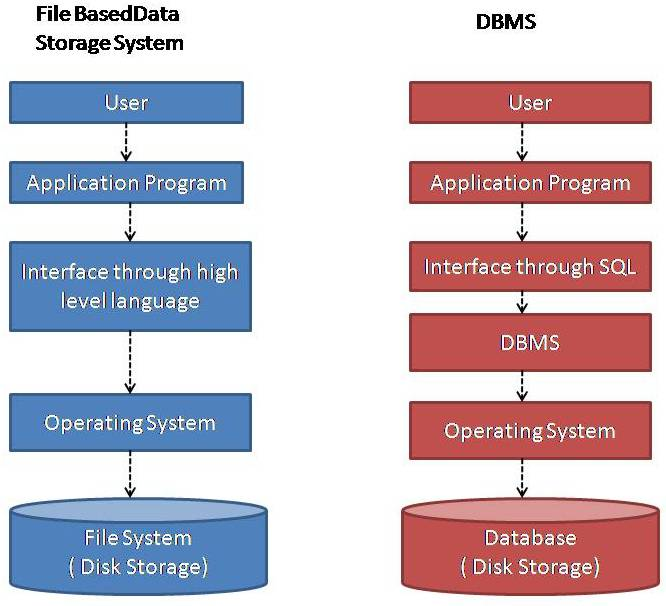 File BasedData
Storage System
User
Application Program
Interface through high
level language
Operating System
File System
( Disk Storage)
DBMS
User
Application Program
Interface through SQL
DBMS
Operating System
Database
( Disk Storage)